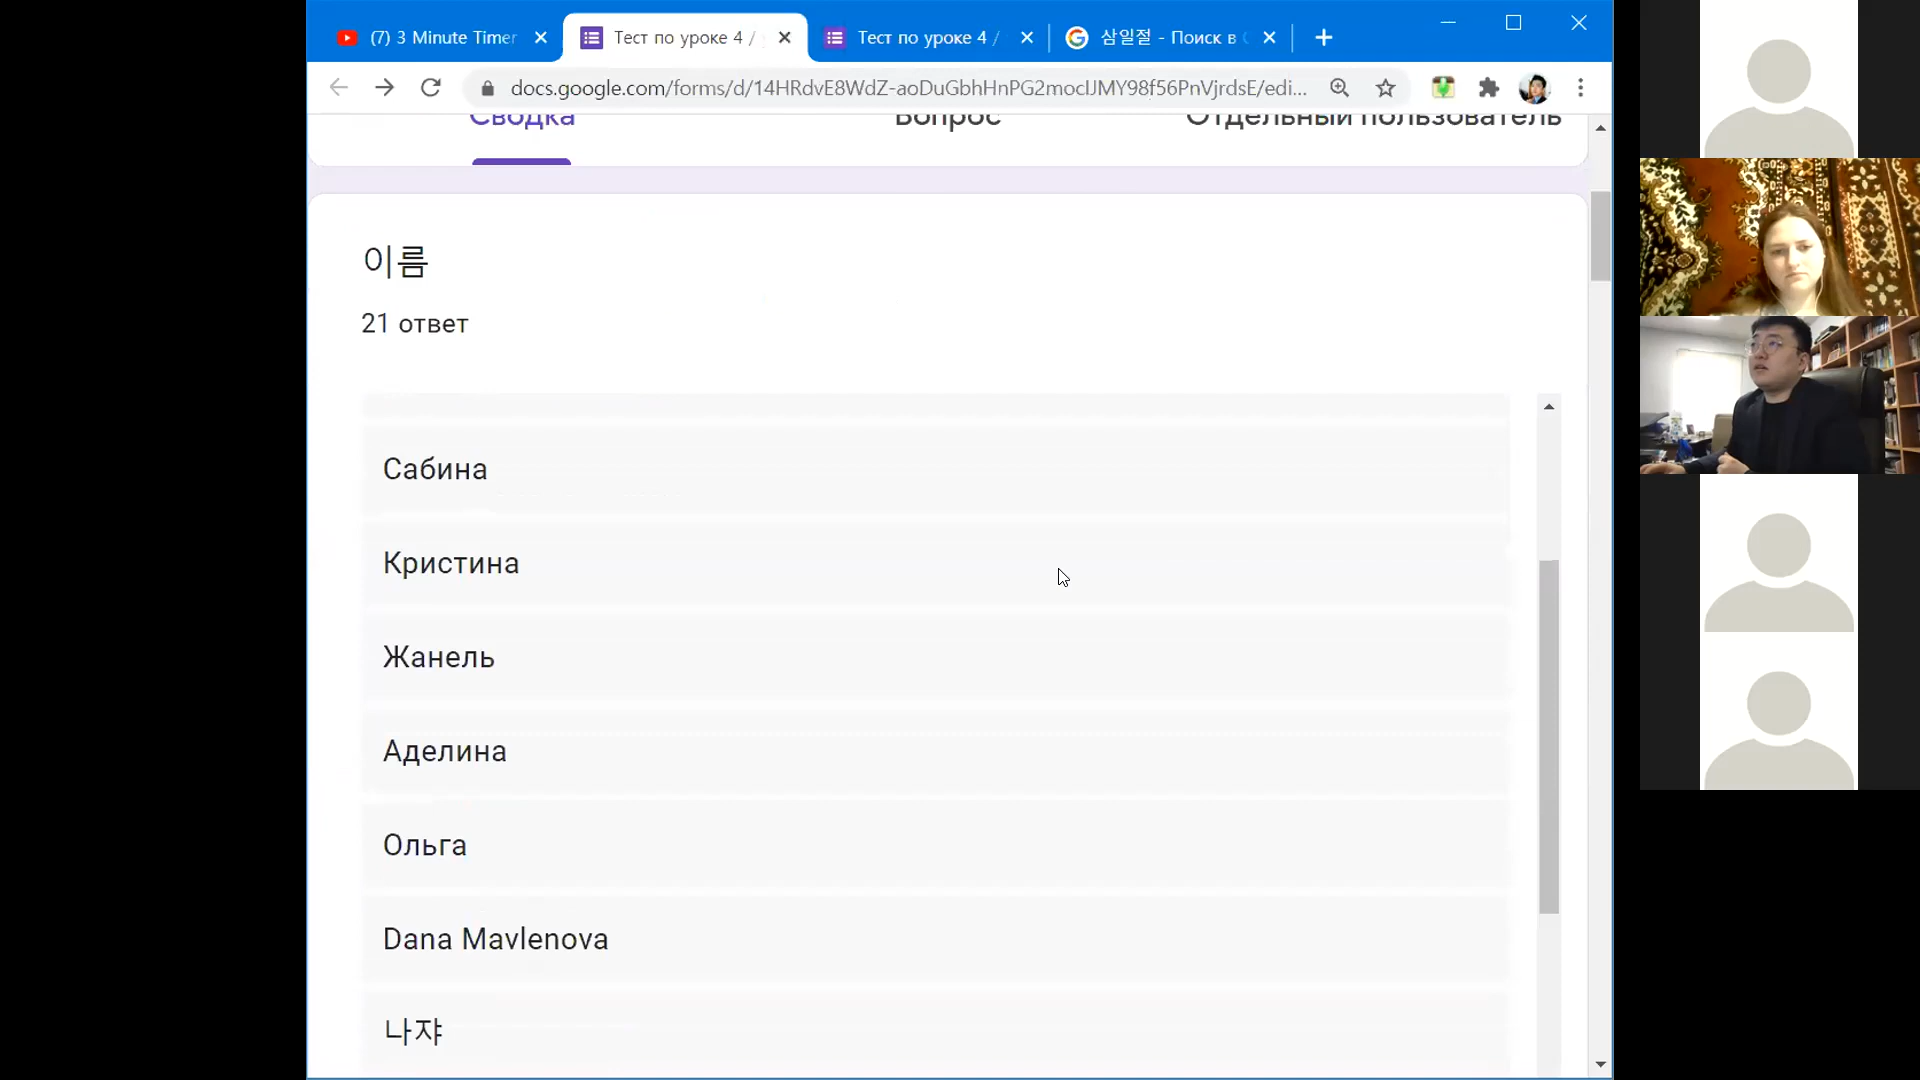 (7) 3 Minute Timer
Тест по уроке 4 /
Тест по уроке 4 /
삼일절 - Поиск в
docs.google.com/forms/d/14HRdvE8WdZ-aoDuGbhHnPG2moclJMY98f56PnVjrdsE/edi...
Сводка
Вопрос
Отдельный пользователь
이름
21 ответ
Сабина
Кристина
Жанель
Аделина
Ольга
Dana Mavlenova
나쟈